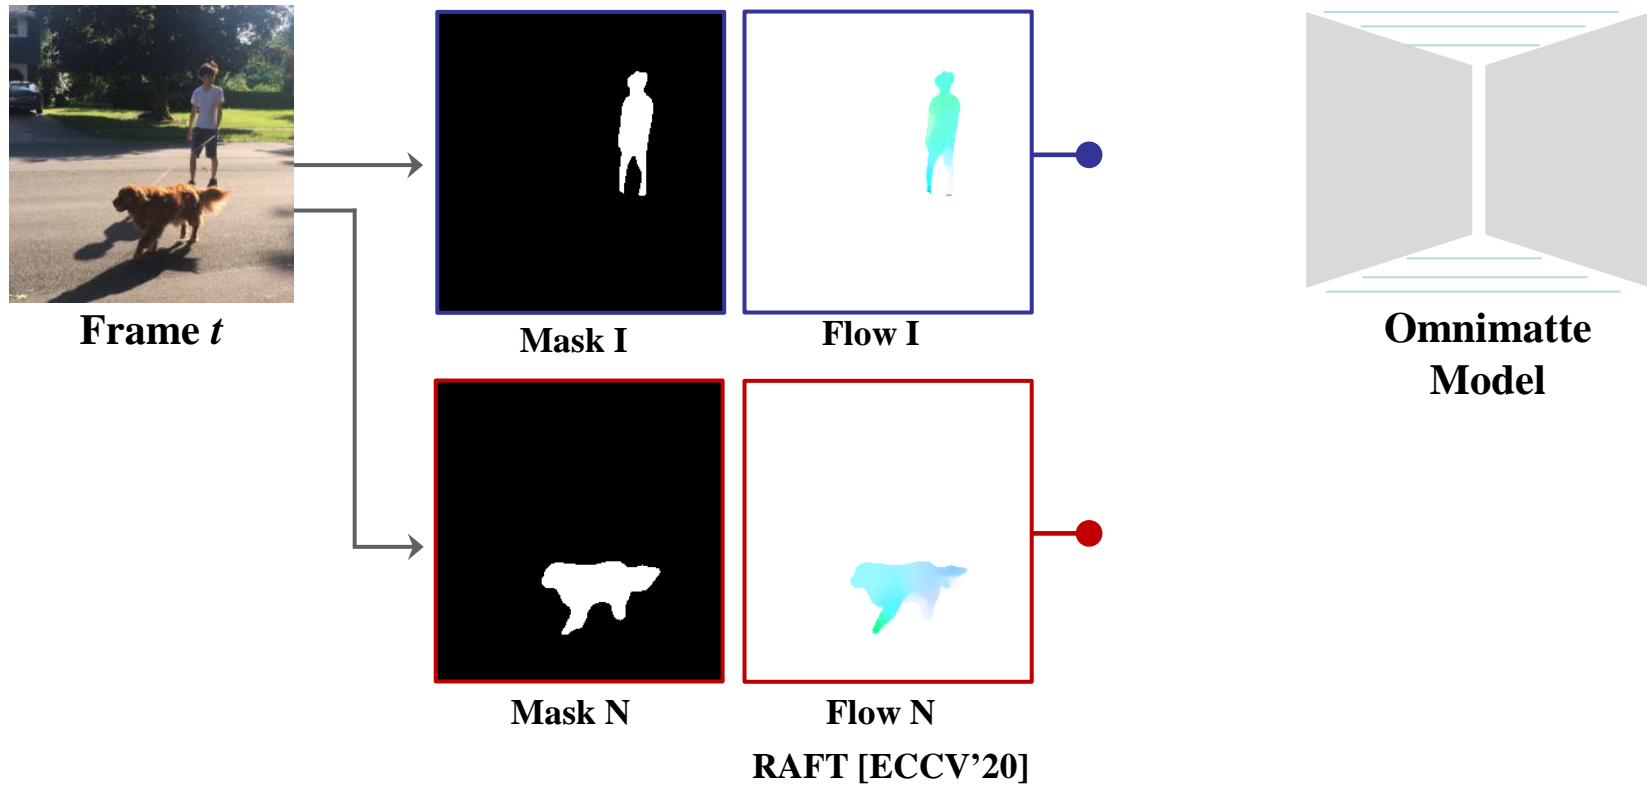 Frame t
Mask I
Flow I
Omnimatte
Model
Mask N
Flow N
RAFT [ECCV’20]